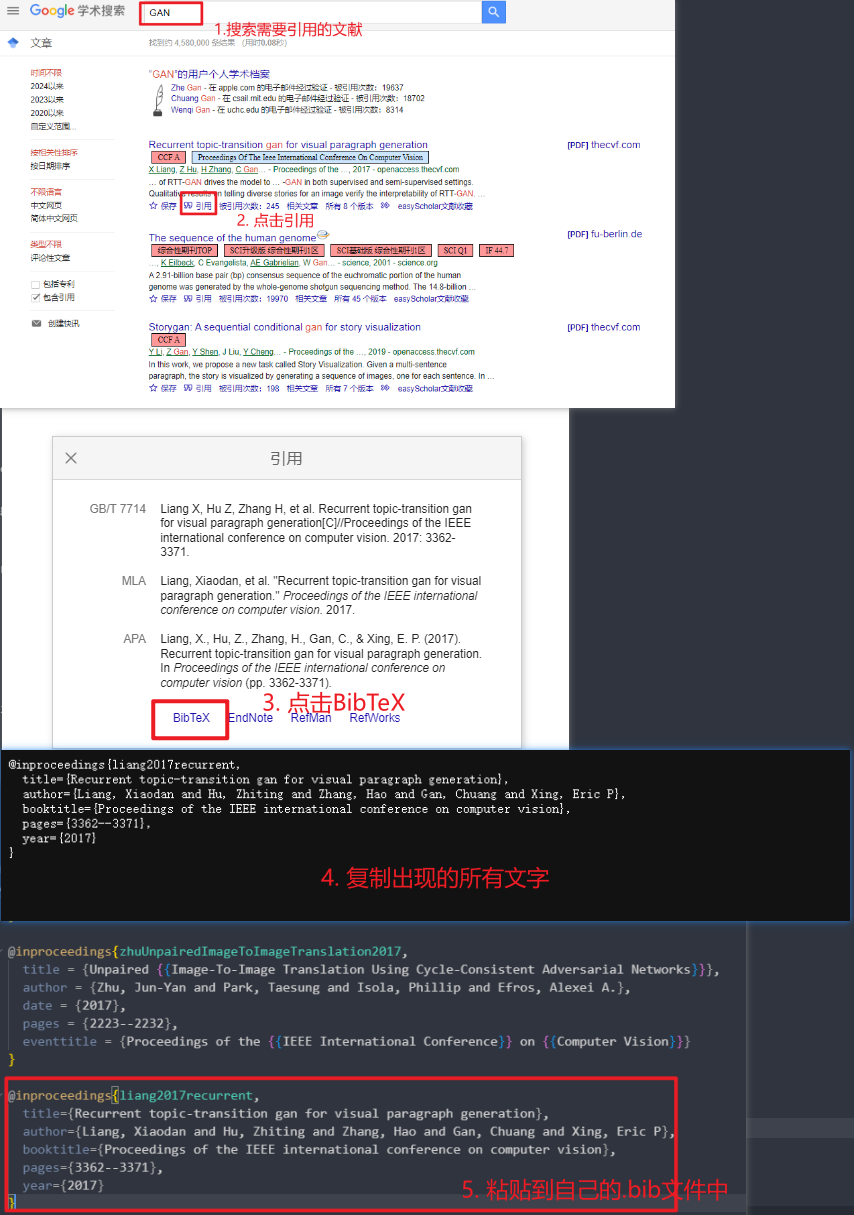 Google 学术搜索
GAN
1.搜索需要引用的文献
文章
找到约 4,580,000 条结果 (用时0.08秒)
时间不限
2024以来
2023以来
2020以来
自定义范围...
按相关性排序
按日期排序
不限语言
中文网页
简体中文网页
类型不限
评论性文章
包括专利
包含引用
创建快讯
"GAN"的用户个人学术档案
Zhe Gan - 在 apple.com 的电子邮件经过验证 - 被引用次数:19637
Chuang Gan - 在 csail.mit.edu 的电子邮件经过验证 - 被引用次数:18702
Wenqi Gan - 在 uchc.edu 的电子邮件经过验证 - 被引用次数:8314
Recurrent topic-transition gan for visual paragraph generation
[PDF] thecvf.com
CCF A Proceedings Of The Ieee International Conference On Computer Vision
X Liang, Z Hu, H Zhang, C Gan... - Proceedings of the ..., 2017 - openaccess.thecvf.com
... of RTT-GAN drives the model to ... -GAN in both supervised and semi-supervised settings.
Qualitative results on telling diverse stories for an image verify the interpretability of RTT-GAN. ...
保存 引用 被引用次数:245 相关文章 所有 8 个版本 easyScholar文献收藏
2. 点击引用
The sequence of the human genome
[PDF] fu-berlin.de
综合性期刊TOP SCI升级版 综合性期刊1区 SCI基础版 综合性期刊1区 SCI Q1 IF 44.7
..., K Eilbeck, C Evangelista, AE Gabrielian, W Gan... - science, 2001 - science.org
A 2.91-billion base pair (bp) consensus sequence of the euchromatic portion of the human
genome was generated by the whole-genome shotgun sequencing method. The 14.8-billion ...
保存 引用 被引用次数:19970 相关文章 所有 45 个版本 easyScholar文献收藏
Storygan: A sequential conditional gan for story visualization
[PDF] thecvf.com
CCF A
Y Li, Z Gan, Y Shen, J Liu, Y Cheng... - Proceedings of the ..., 2019 - openaccess.thecvf.com
In this work, we propose a new task called Story Visualization. Given a multi-sentence
paragraph, the story is visualized by generating a sequence of images, one for each sentence. In ...
保存 引用 被引用次数:198 相关文章 所有 7 个版本 easyScholar文献收藏
引用
GB/T 7714 Liang X, Hu Z, Zhang H, et al. Recurrent topic-transition gan
for visual paragraph generation[C]//Proceedings of the IEEE
international conference on computer vision. 2017: 3362-
3371.
MLA Liang, Xiaodan, et al. "Recurrent topic-transition gan for visual
paragraph generation." Proceedings of the IEEE international
conference on computer vision. 2017.
APA Liang, X., Hu, Z., Zhang, H., Gan, C., & Xing, E. P. (2017).
Recurrent topic-transition gan for visual paragraph generation.
In Proceedings of the IEEE international conference on
computer vision (pp. 3362-3371).
3. 点击BibTeX
BibTeX EndNote RefMan RefWorks
@inproceedings{liang2017recurrent,
title={Recurrent topic-transition gan for visual paragraph generation},
author={Liang, Xiaodan and Hu, Zhiting and Zhang, Hao and Gan, Chuang and Xing, Eric P},
booktitle={Proceedings of the IEEE international conference on computer vision},
pages={3362--3371},
year={2017}
}
4. 复制出现的所有文字
@inproceedings{zhuUnpairedImageToImageTranslation2017,
title = {Unpaired {{Image-To-Image Translation Using Cycle-Consistent Adversarial Networks}}},
author = {Zhu, Jun-Yan and Park, Taesung and Isola, Phillip and Efros, Alexei A.},
date = {2017},
pages = {2223--2232},
eventtitle = {Proceedings of the {{IEEE International Conference}} on {{Computer Vision}}}
}
@inproceedings{liang2017recurrent,
title={Recurrent topic-transition gan for visual paragraph generation},
author={Liang, Xiaodan and Hu, Zhiting and Zhang, Hao and Gan, Chuang and Xing, Eric P},
booktitle={Proceedings of the IEEE international conference on computer vision},
pages={3362--3371},
year={2017}
}
5. 粘贴到自己的.bib文件中